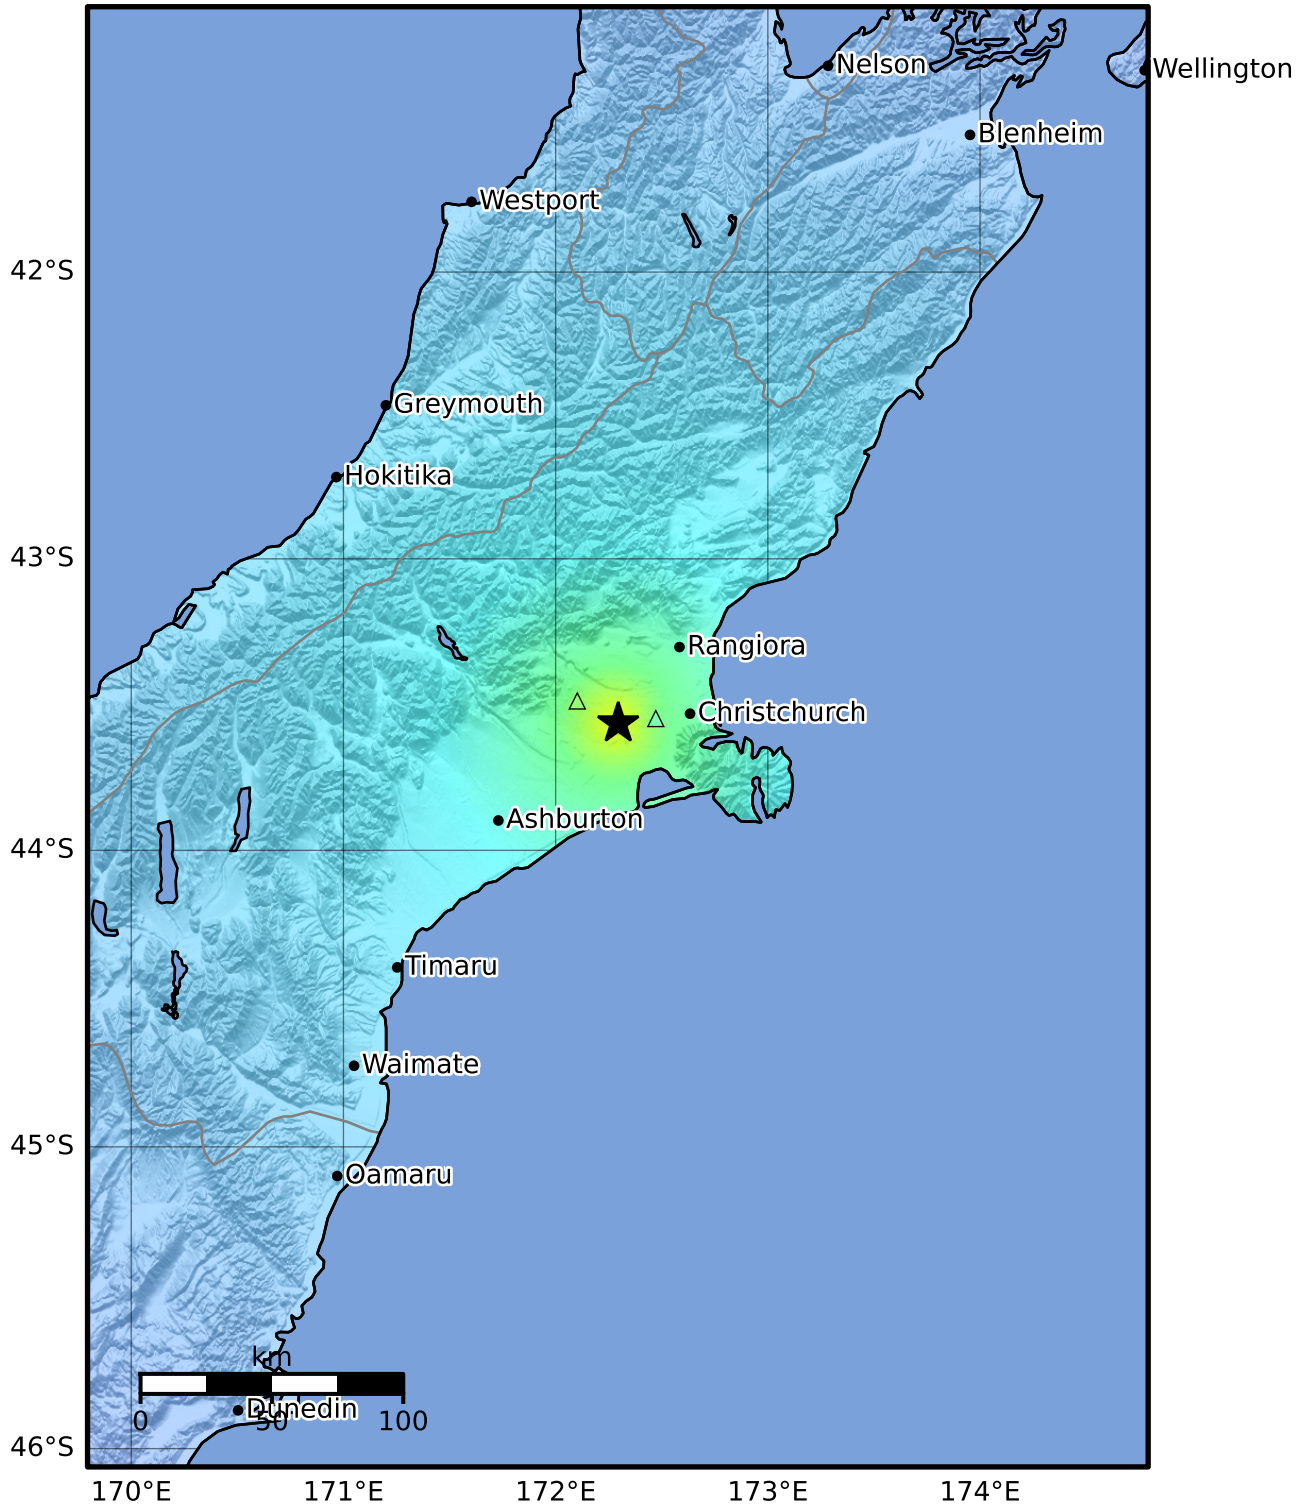 Nelson
Wellington
Blenheim
Westport
42°S
Greymouth
Hokitika
43°S
Rangiora
Christchurch
Ashburton
44°S
Timaru
Waimate
45°S
Oamaru
km
Dunedin
0 50 100
46°S
170°E 171°E 172°E 173°E 174°E